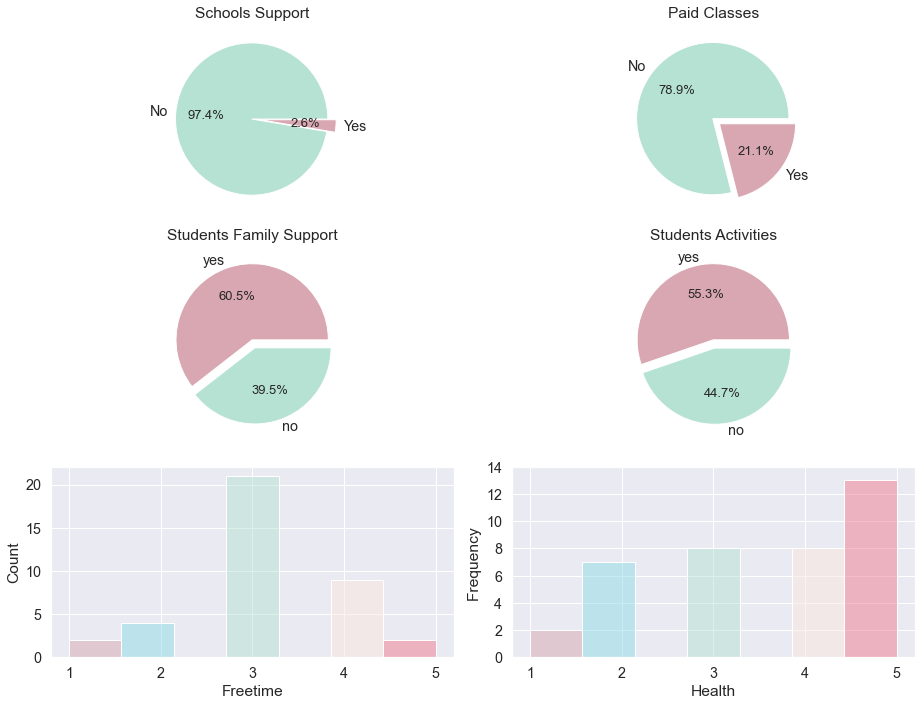 Schools Support
No
97.4%
2.6%
Yes
Paid Classes
No
78.9%
21.1%
Yes
Students Family Support
yes
60.5%
39.5%
no
Students Activities
yes
55.3%
44.7%
no
20
15
10
5
0
Count
1 2 3 4 5
Freetime
14
12
10
8
6
4
2
0
Frequency
1 2 3 4 5
Health